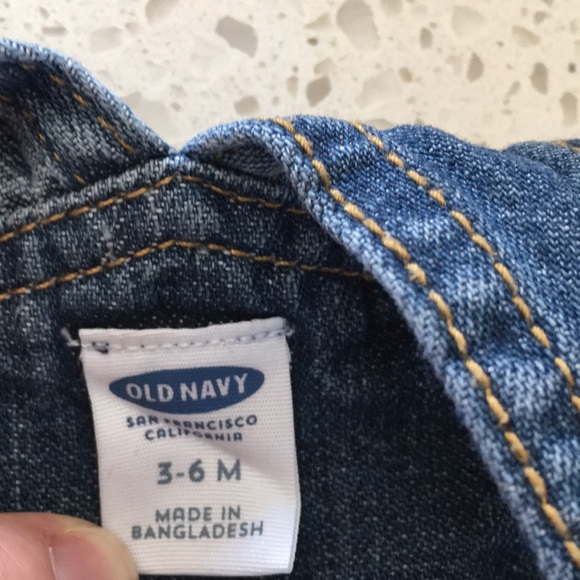 OLD NAVY
SAN FRANCISCO
CALIFORNIA
3-6 M
MADE IN
BANGLADESH